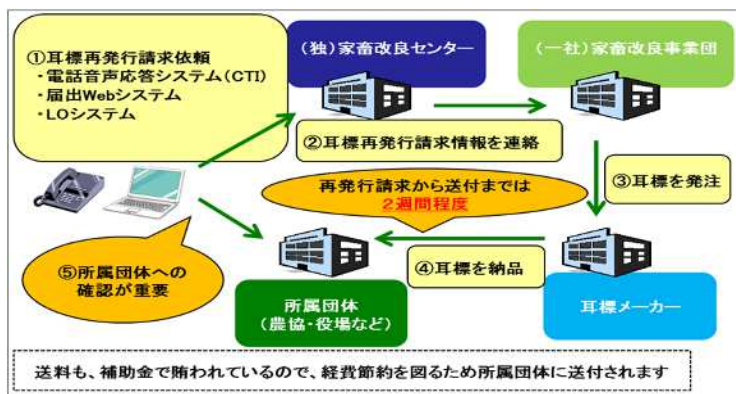 ①耳標再発行請求依頼
・電話音声応答システム(CTI)
・届出Webシステム
・LOシステム
(独)家畜改良センター
(一社)家畜改良事業団
②耳標再発行請求情報を連絡
③耳標を発注
再発行請求から送付までは
2週間程度
④耳標を納品
⑤所属団体への
確認が重要
所属団体
(農協・役場など)
耳標メーカー
送料も、補助金で賄われているので、経費節約を図るため所属団体に送付されます